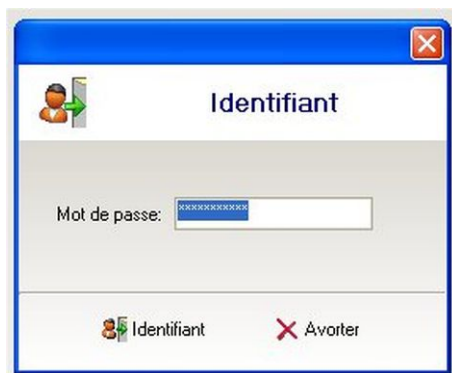 Identifiant
Mot de passe: ***********
Identifiant
Avorter